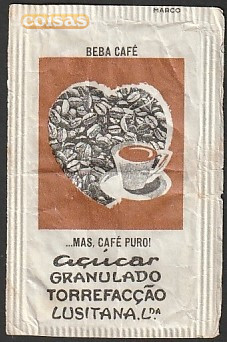 coisas
MARCO
BEBA CAFÉ
...MAS, CAFÉ PURO!
açúcar
GRANULADO
TORREFACÇÃO
LUSITANA, L.DA